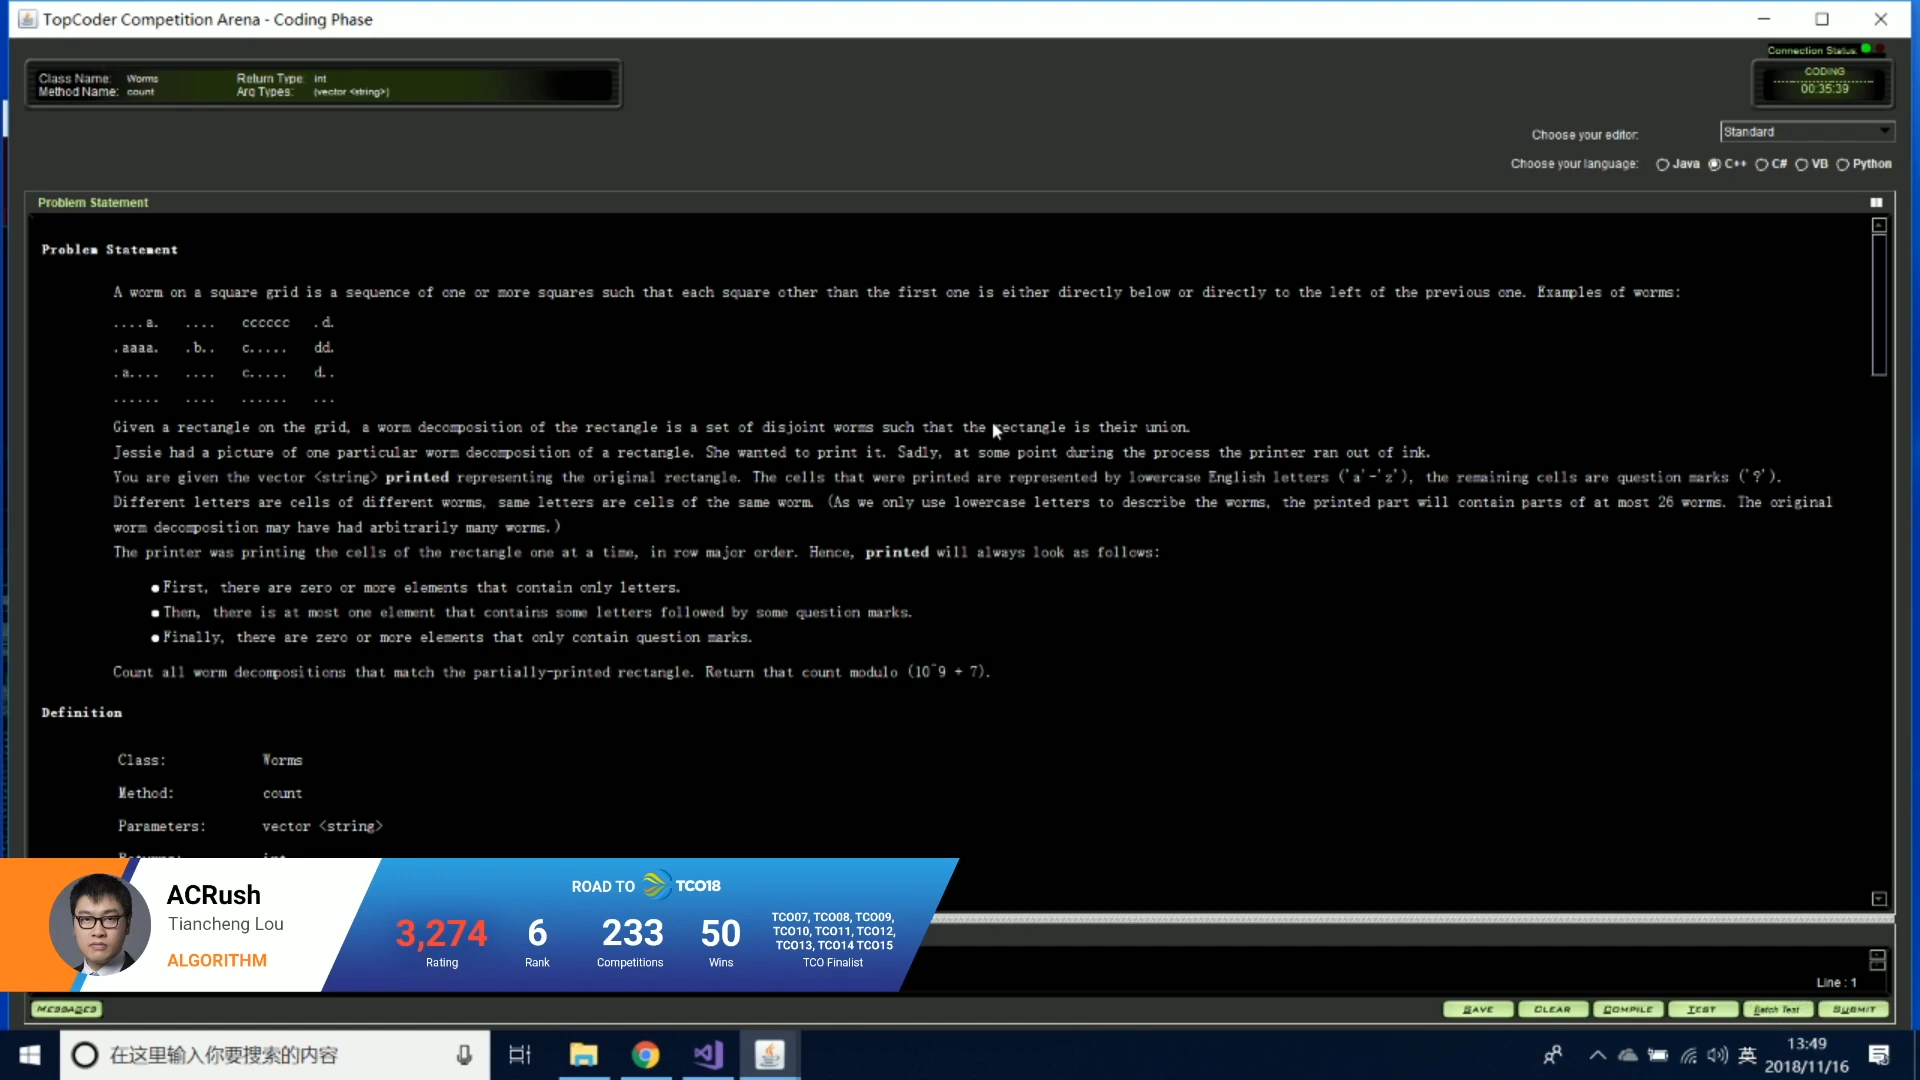 TopCoder Competition Arena - Coding Phase
Connection Status:
Class Name: Worms Return Type: int
Method Name: count Arg Types: (vector <string>)
CODING
00:35:39
Choose your editor: Standard
Choose your language: Java C++ C# VB Python
Problem Statement
Problem Statement
A worm on a square grid is a sequence of one or more squares such that each square other than the first one is either directly below or directly to the left of the previous one. Examples of worms:
....a. .... cccccc .d.
.aaaa. .b.. c..... dd.
.a.... .... c..... d..
...... .... ...... ...
Given a rectangle on the grid, a worm decomposition of the rectangle is a set of disjoint worms such that the rectangle is their union.
Jessie had a picture of one particular worm decomposition of a rectangle. She wanted to print it. Sadly, at some point during the process the printer ran out of ink.
You are given the vector <string> printed representing the original rectangle. The cells that were printed are represented by lowercase English letters ('a'-'z'), the remaining cells are question marks ('?').
Different letters are cells of different worms, same letters are cells of the same worm. (As we only use lowercase letters to describe the worms, the printed part will contain parts of at most 26 worms. The original
worm decomposition may have had arbitrarily many worms.)
The printer was printing the cells of the rectangle one at a time, in row major order. Hence, printed will always look as follows:
● First, there are zero or more elements that contain only letters.
● Then, there is at most one element that contains some letters followed by some question marks.
● Finally, there are zero or more elements that only contain question marks.
Count all worm decompositions that match the partially-printed rectangle. Return that count modulo (10^9 + 7).
Definition
Class: Worms
Method: count
Parameters: vector <string>
Returns: int
ACRush
Tiancheng Lou
ALGORITHM
ROAD TO TCO18
3,274 6 233 50
Rating Rank Competitions Wins
TCO07, TCO08, TCO09,
TCO10, TCO11, TCO12,
TCO13, TCO14 TCO15
TCO Finalist
Line : 1
MESSAGES SAVE CLEAR COMPILE TEST Batch Test SUBMIT
在这里输入你要搜索的内容
英
13:49
2018/11/16